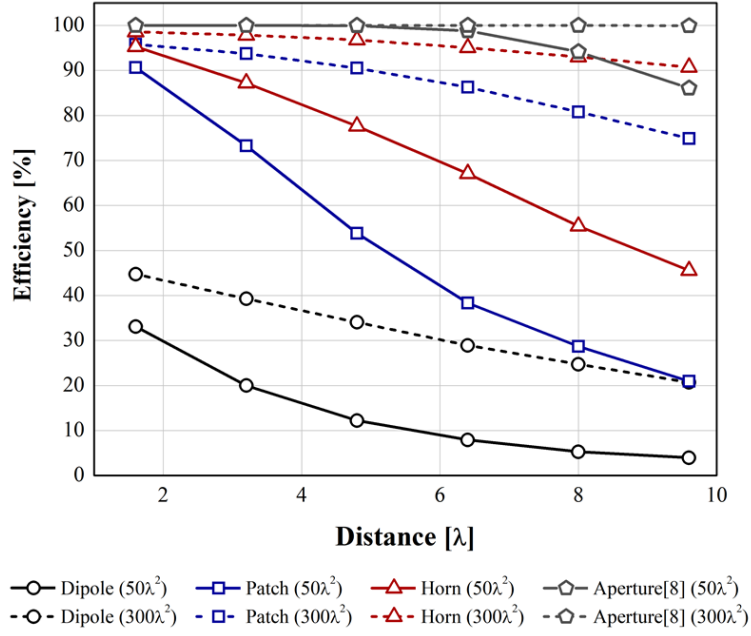 100
90
80
70
60
50
40
30
20
10
0
Efficiency [%]
2 4 6 8 10
Distance [λ]
Dipole (50λ²) Patch (50λ²) Horn (50λ²) Aperture[8] (50λ²)
Dipole (300λ²) Patch (300λ²) Horn (300λ²) Aperture[8] (300λ²)